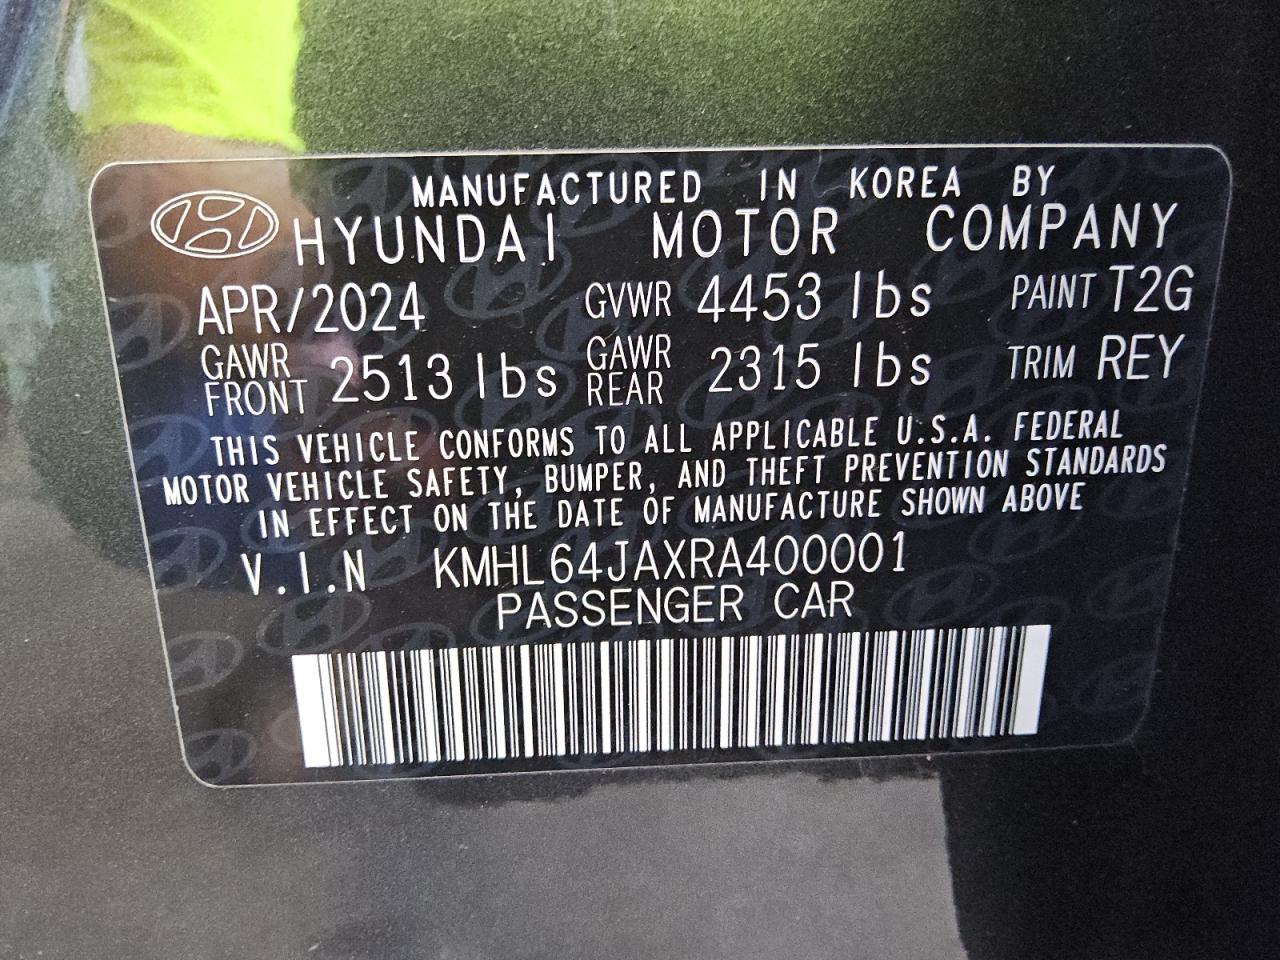 MANUFACTURED IN KOREA BY
HYUNDAI MOTOR COMPANY
APR/2024 GVWR 4453 lbs PAINT T2G
GAWR FRONT 2513 lbs GAWR REAR 2315 lbs TRIM REY
THIS VEHICLE CONFORMS TO ALL APPLICABLE U.S.A. FEDERAL
MOTOR VEHICLE SAFETY, BUMPER, AND THEFT PREVENTION STANDARDS
IN EFFECT ON THE DATE OF MANUFACTURE SHOWN ABOVE
V.I.N KMHL64JAXRA400001
PASSENGER CAR